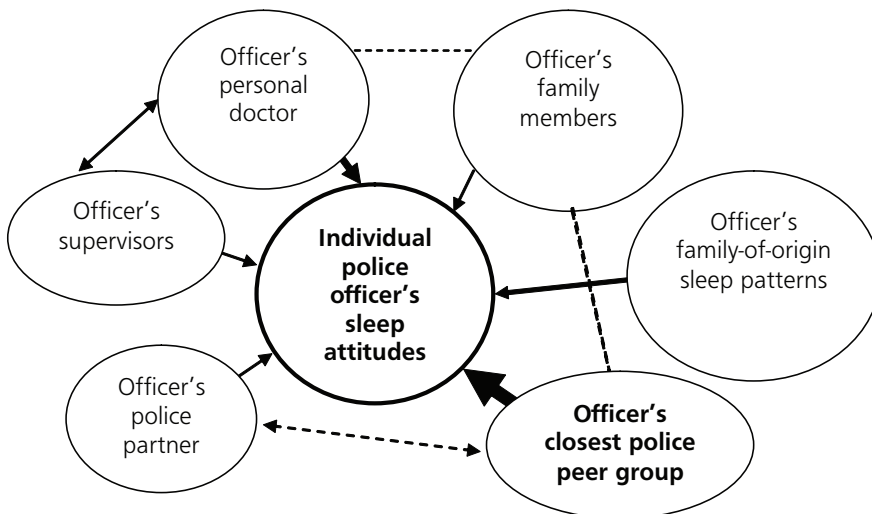 Officer’s
personal
doctor
Officer’s
family
members
Officer’s
supervisors
Individual
police
officer’s
sleep
attitudes
Officer’s
family-of-origin
sleep patterns
Officer’s
police
partner
Officer’s
closest police
peer group